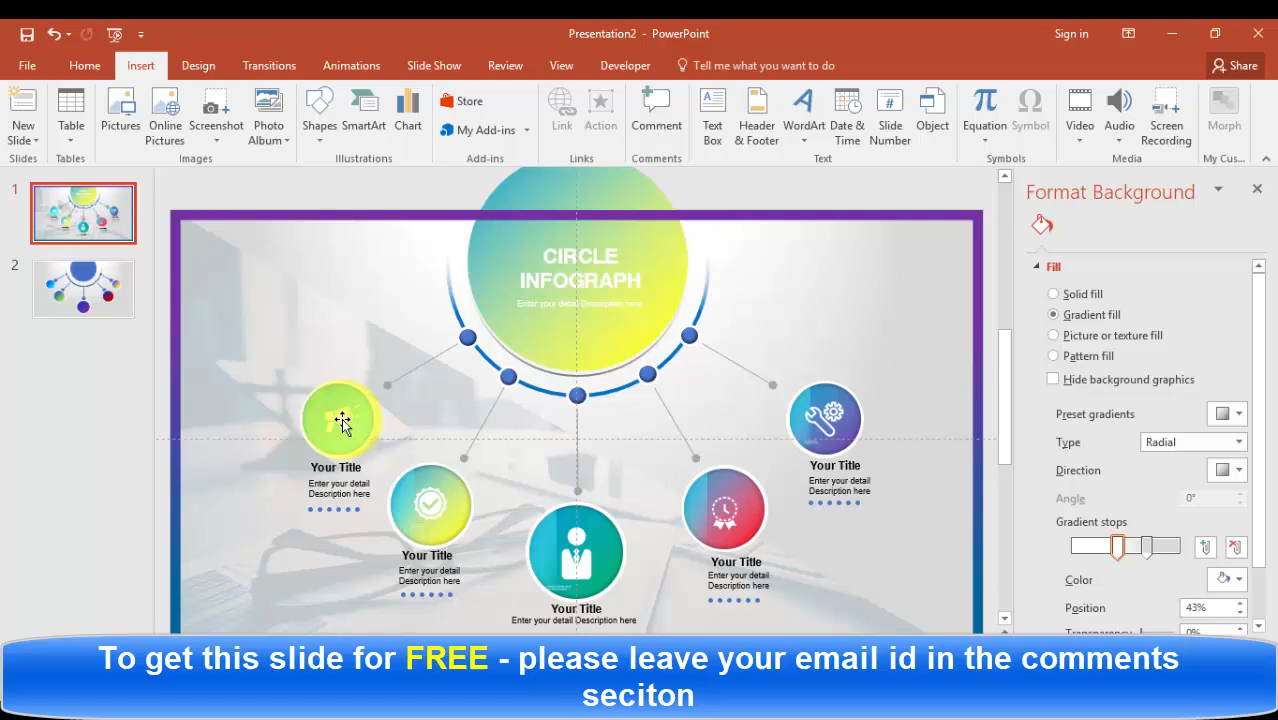 Presentation2 - PowerPoint
Sign in
File
Home
Insert
Design
Transitions
Animations
Slide Show
Review
View
Developer
Tell me what you want to do
Share
New
Slide
Table
Pictures
Online
Pictures
Screenshot
Photo
Album
Shapes
SmartArt
Chart
Store
My Add-ins
Link
Action
Comment
Text
Box
Header
& Footer
WordArt
Date &
Time
Slide
Number
Object
Equation
Symbol
Video
Audio
Screen
Recording
Morph
Slides
Tables
Images
Illustrations
Add-ins
Links
Comments
Text
Symbols
Media
My Cus...
1
2
CIRCLE
INFOGRAPH
Enter your detail Description here
Your Title
Enter your detail
Description here
Your Title
Enter your detail
Description here
Your Title
Enter your detail Description here
Your Title
Enter your detail
Description here
Your Title
Enter your detail
Description here
Format Background
Fill
Solid fill
Gradient fill
Picture or texture fill
Pattern fill
Hide background graphics
Preset gradients
Type
Radial
Direction
Angle
0°
Gradient stops
Color
Position
43%
Transparency
0%
To get this slide for FREE - please leave your email id in the comments
seciton